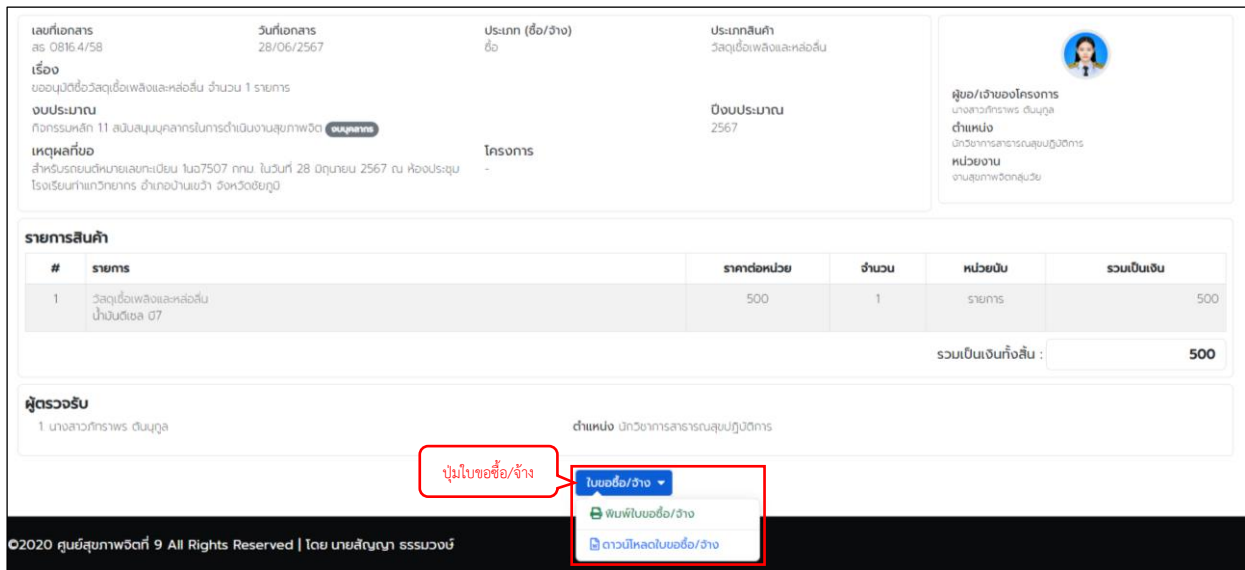 เลขที่เอกสาร วันที่เอกสาร ประเภท (ซื้อ/จ้าง) ประเภทสินค้า
สธ 0816.4/58 28/06/2567 ซื้อ วัสดุเชื้อเพลิงและหล่อลื่น
เรื่อง
ขออนุมัติซื้อวัสดุเชื้อเพลิงและหล่อลื่น จำนวน 1 รายการ
งบประมาณ ปีงบประมาณ
กิจกรรมหลัก 11 สนับสนุนบุคลากรในการดำเนินงานสุขภาพจิต งบบุคลากร 2567
เหตุผลที่ขอ โครงการ
สำหรับรถยนต์หมายเลขทะเบียน 1นอ7507 กทม. ในวันที่ 28 มิถุนายน 2567 ณ ห้องประชุม -
โรงเรียนท่าแกวิทยากร อำเภอบ้านเขว้า จังหวัดชัยภูมิ
ผู้ขอ/เจ้าของโครงการ
นางสาวภัทราพร ตันนุกูล
ตำแหน่ง
นักวิชาการสาธารณสุขปฏิบัติการ
หน่วยงาน
งานสุขภาพจิตกลุ่มวัย
รายการสินค้า
# รายการ ราคาต่อหน่วย จำนวน หน่วยนับ รวมเป็นเงิน
1 วัสดุเชื้อเพลิงและหล่อลื่น 500 1 รายการ 500
น้ำมันดีเซล บี7
รวมเป็นเงินทั้งสิ้น : 500
ผู้ตรวจรับ
1. นางสาวภัทราพร ตันนุกูล ตำแหน่ง นักวิชาการสาธารณสุขปฏิบัติการ
ปุ่มใบขอซื้อ/จ้าง
ใบขอซื้อ/จ้าง
พิมพ์ใบขอซื้อ/จ้าง
ดาวน์โหลดใบขอซื้อ/จ้าง
©2020 ศูนย์สุขภาพจิตที่ 9 All Rights Reserved | โดย นายสัญญา ธรรมวงษ์